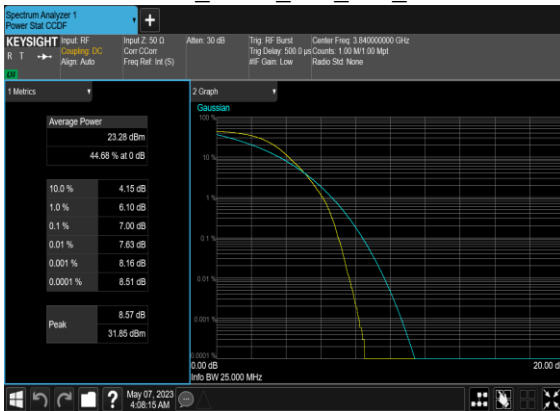 Spectrum Analyzer 1
Power Stat CCDF
+
KEYSIGHT
R T
Input: RF
Coupling: DC
Align: Auto
Input Z: 50 Ω
Corr CCorr
Freq Ref: Int (S)
Atten: 30 dB
Trig: RF Burst
Trig Delay: 500.0 µs
#IF Gain: Low
Center Freq: 3.840000000 GHz
Counts: 1.00 M/1.00 Mpt
Radio Std: None
1 Metrics
Average Power
23.28 dBm
44.68 % at 0 dB
10.0 % 4.15 dB
1.0 % 6.10 dB
0.1 % 7.00 dB
0.01 % 7.63 dB
0.001 % 8.16 dB
0.0001 % 8.51 dB
Peak 8.57 dB
31.85 dBm
2 Graph
Gaussian
100 %
10 %
1 %
0.1 %
0.01 %
0.001 %
0.0001 %
0.00 dB
20.00 d
Info BW 25.000 MHz
?
May 07, 2023
4:08:15 AM